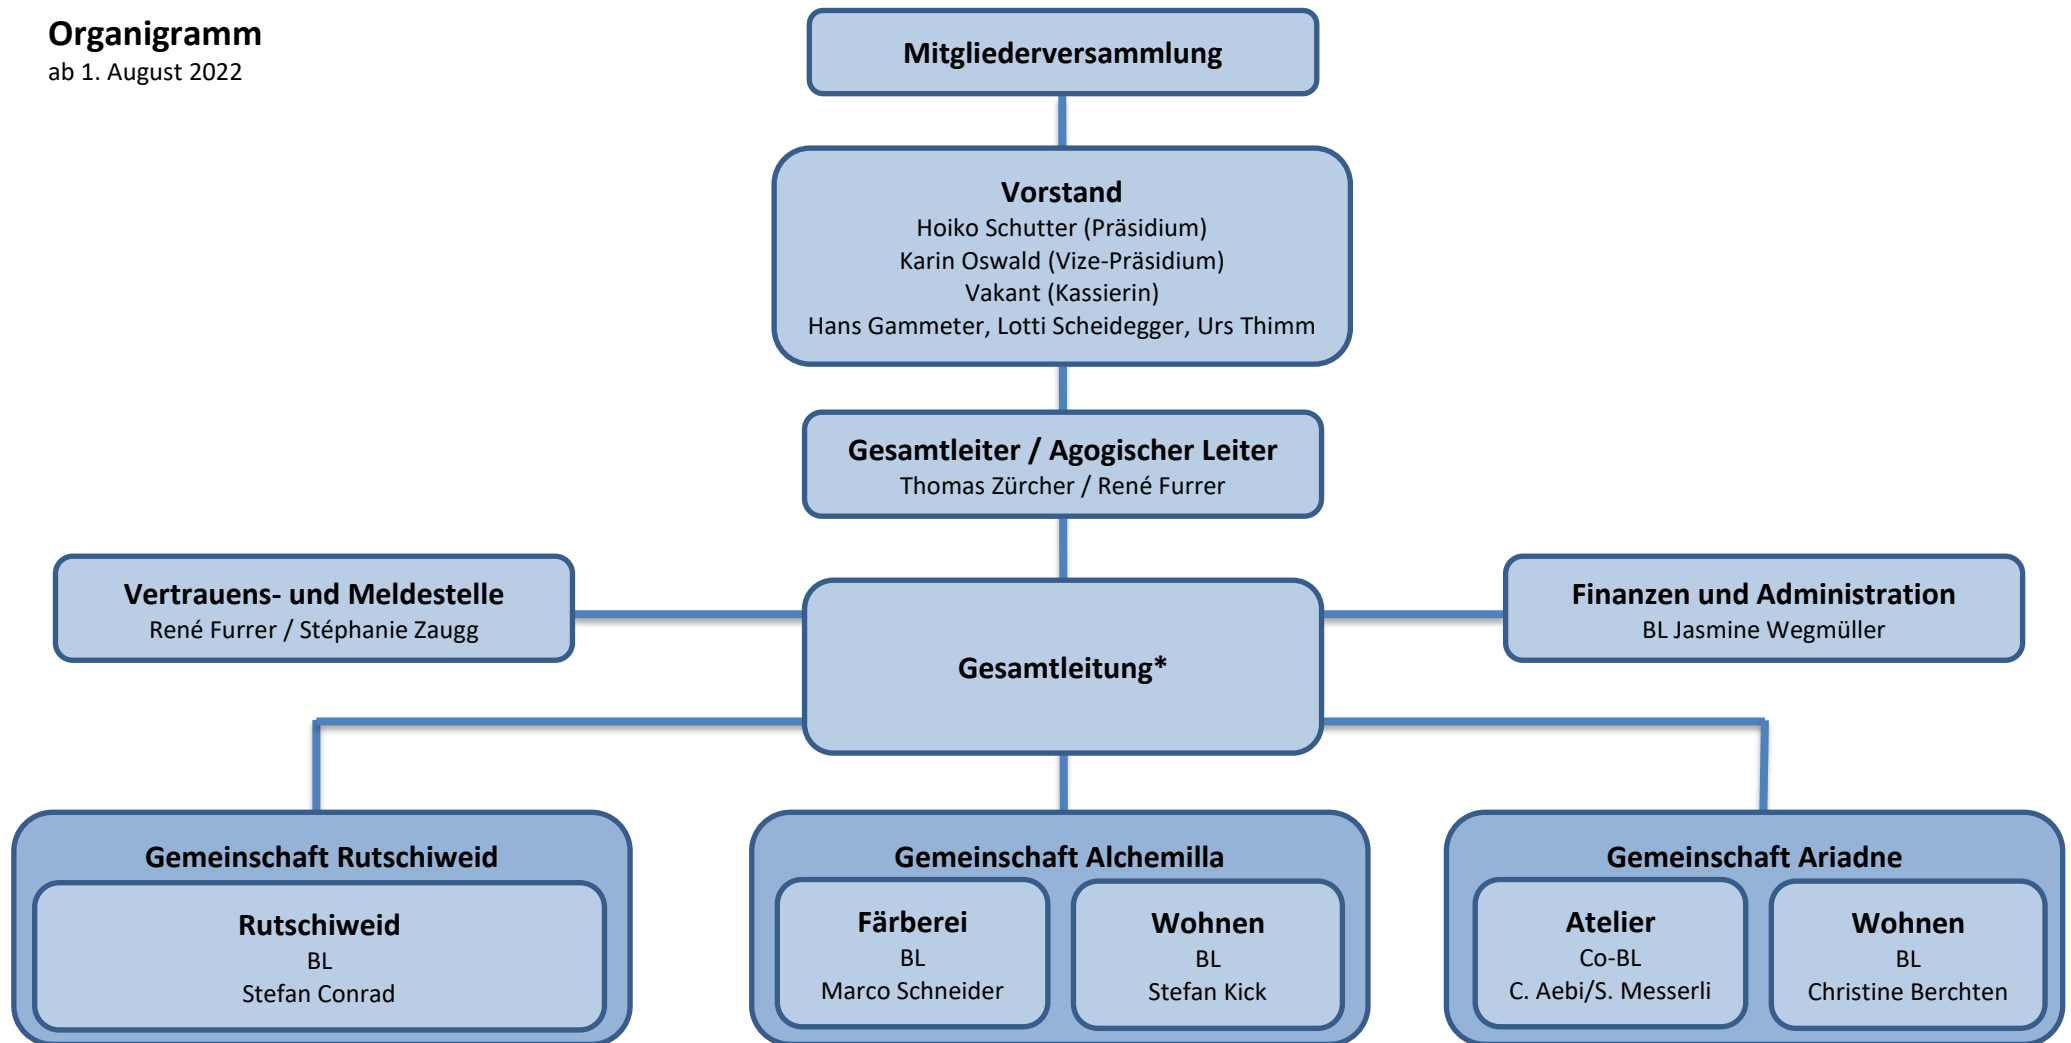 Organigramm
ab 1. August 2022
Mitgliederversammlung
Vorstand
Hoiko Schutter (Präsidium)
Karin Oswald (Vize-Präsidium)
Vakant (Kassierin)
Hans Gammeter, Lotti Scheidegger, Urs Thimm
Gesamtleiter / Agogischer Leiter
Thomas Zürcher / René Furrer
Vertrauens- und Meldestelle
René Furrer / Stéphanie Zaugg
Finanzen und Administration
BL Jasmine Wegmüller
Gesamtleitung*
Gemeinschaft Rutschiweid
Rutschiweid
BL
Stefan Conrad
Gemeinschaft Alchemilla
Färberei
BL
Marco Schneider
Wohnen
BL
Stefan Kick
Gemeinschaft Ariadne
Atelier
Co-BL
C. Aebi/S. Messerli
Wohnen
BL
Christine Berchten